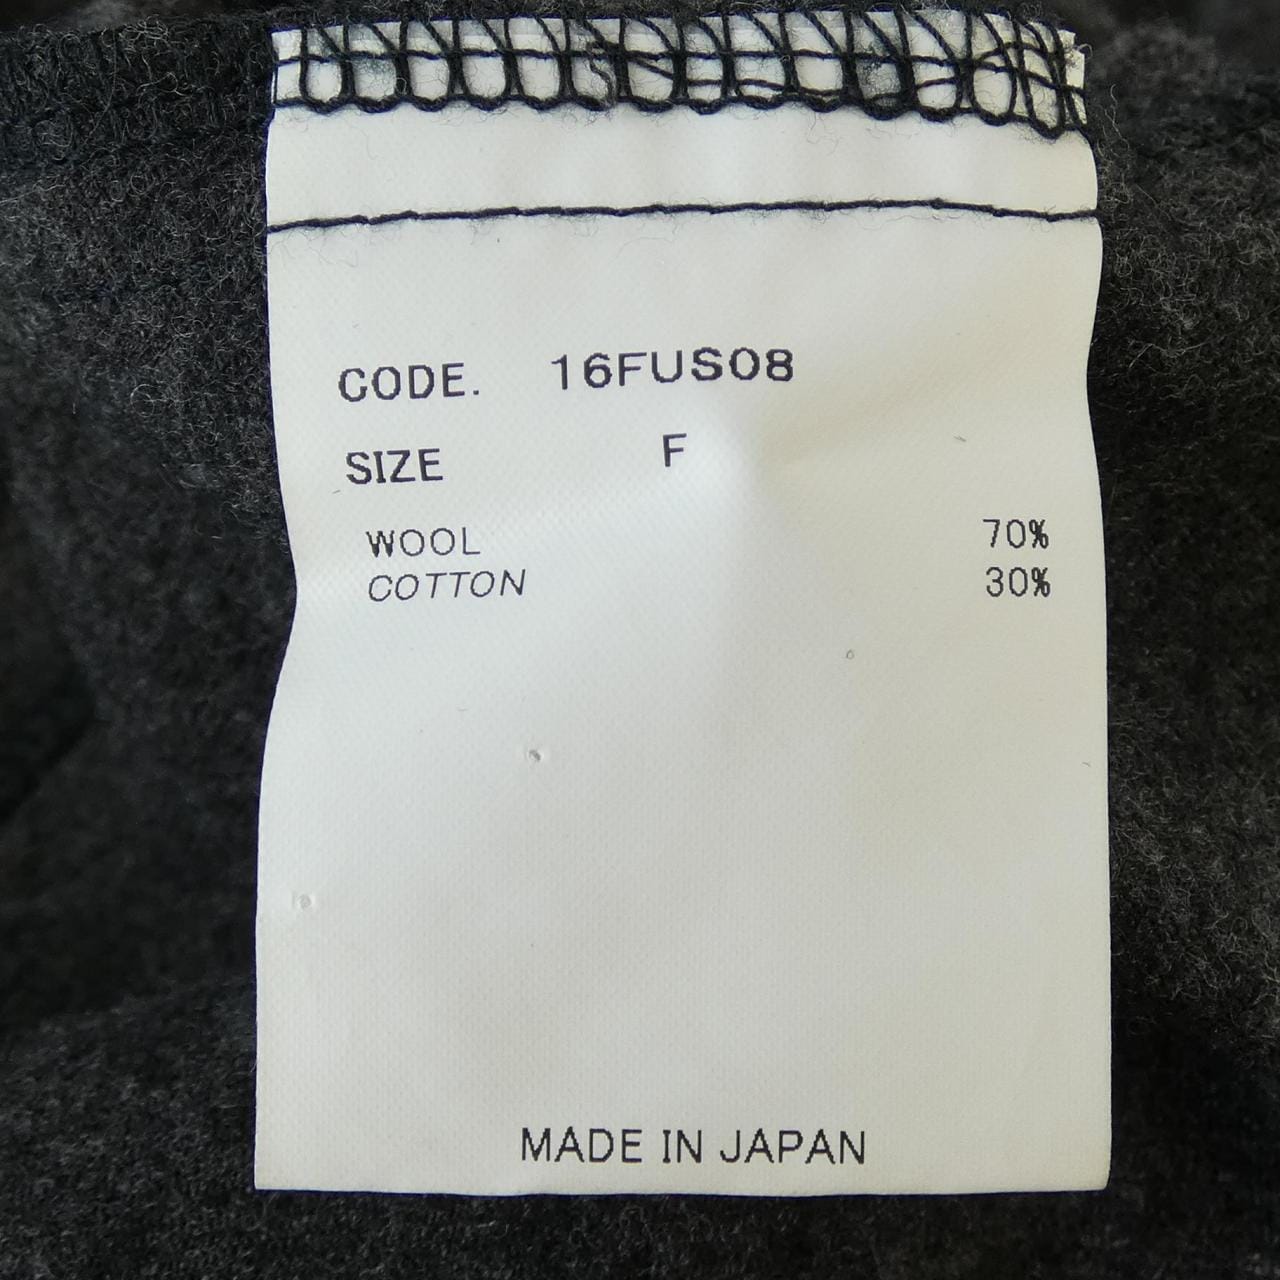 CODE. 16FUS08
SIZE F
WOOL 70%
COTTON 30%
MADE IN JAPAN